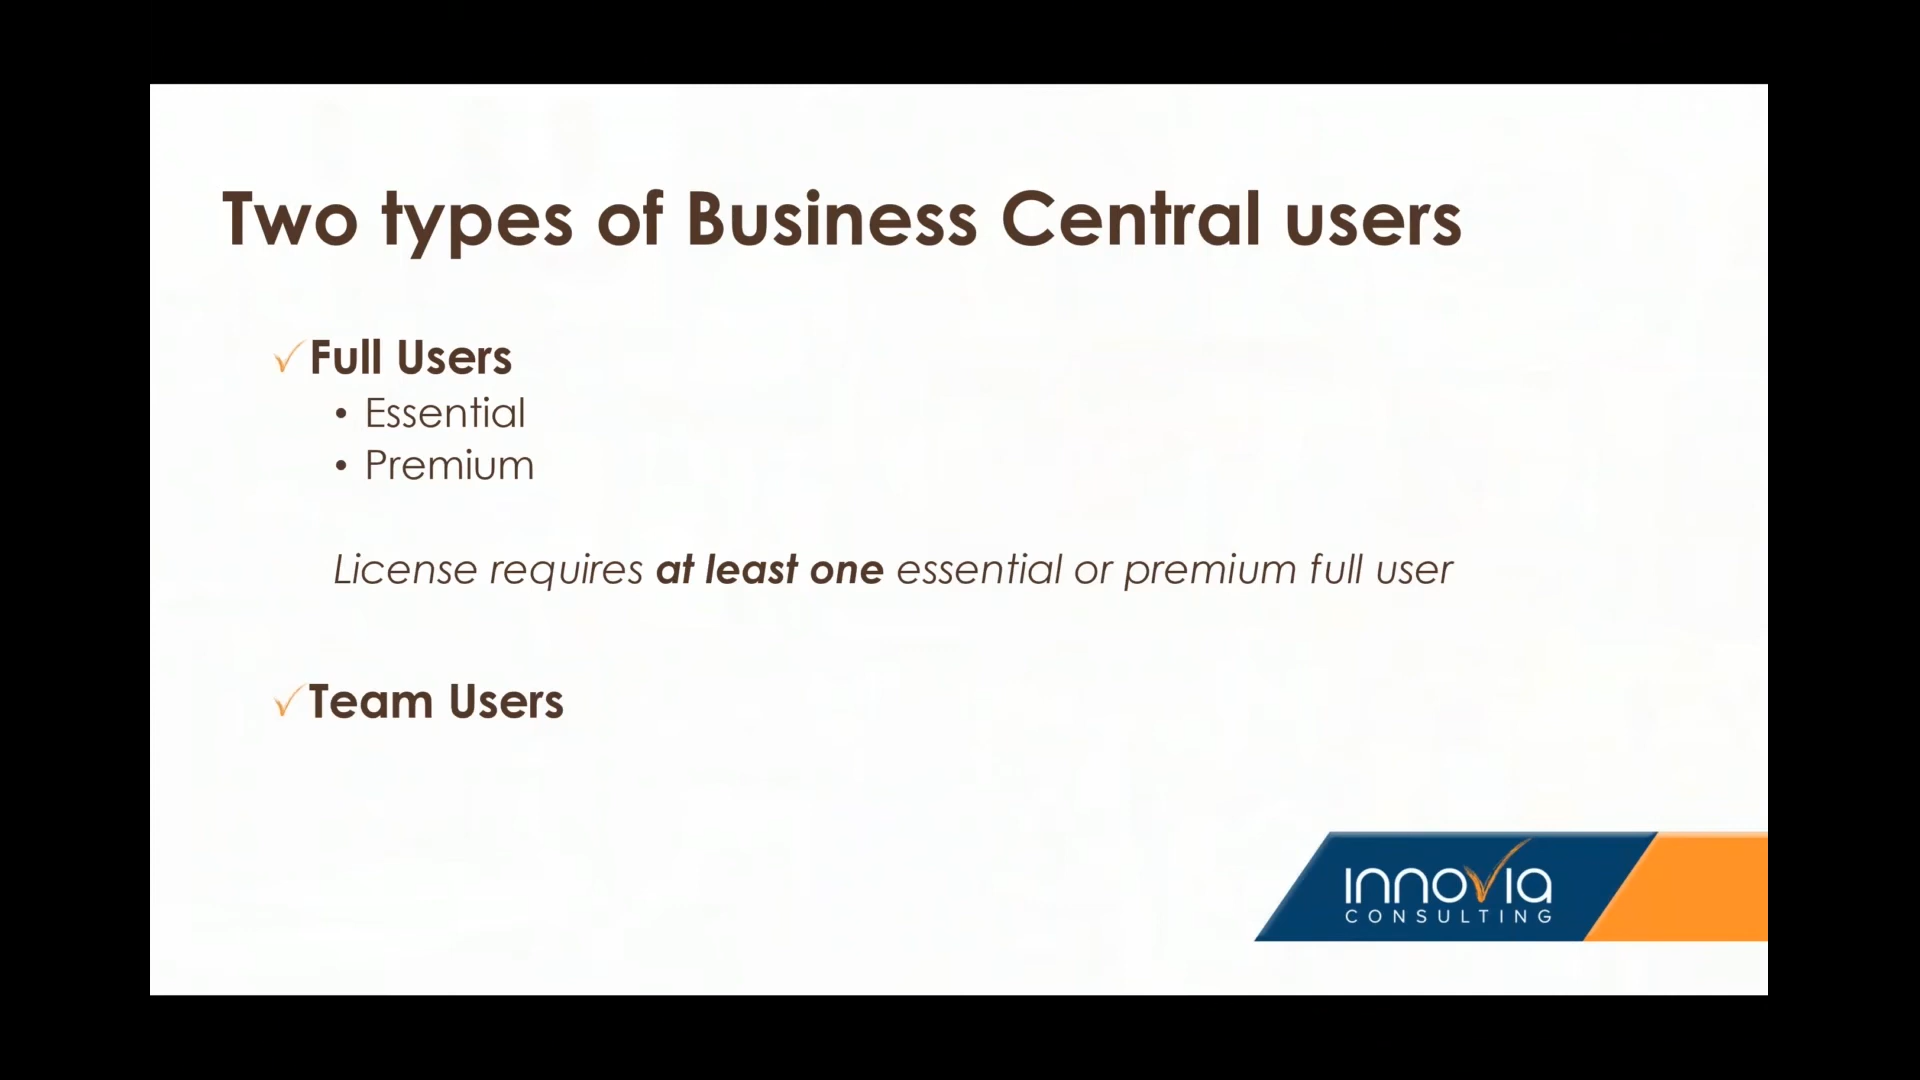 Two types of Business Central users
Full Users
• Essential
• Premium
License requires at least one essential or premium full user
Team Users
innovia
CONSULTING